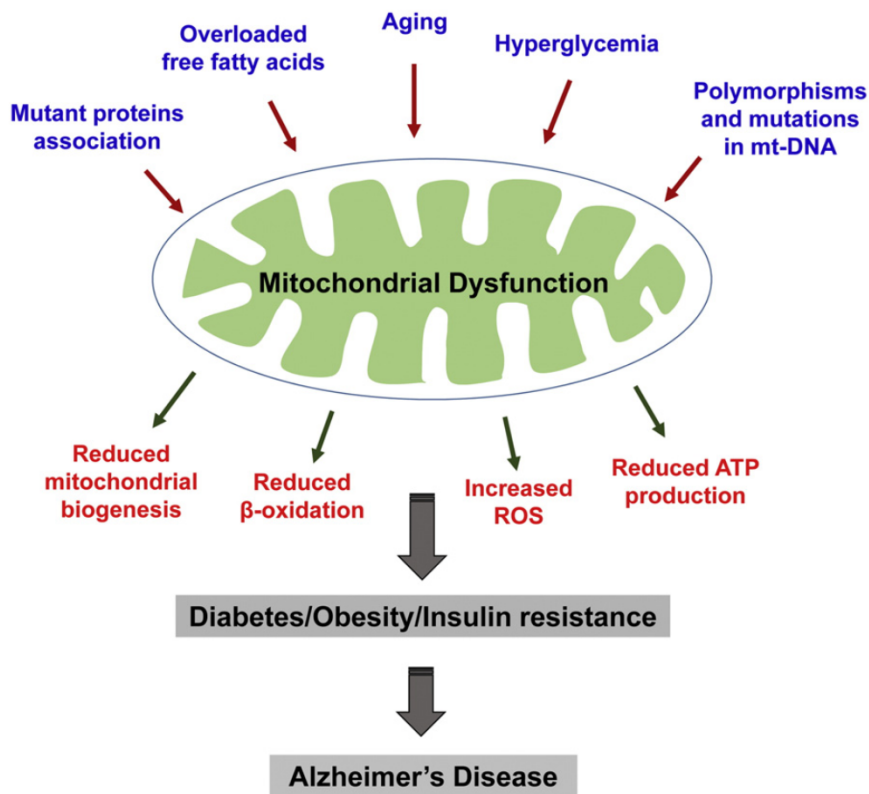 Aging
Overloaded
free fatty acids
Hyperglycemia
Mutant proteins
association
Polymorphisms
and mutations
in mt-DNA
Mitochondrial Dysfunction
Reduced
mitochondrial
biogenesis
Reduced
β-oxidation
Increased
ROS
Reduced ATP
production
Diabetes/Obesity/Insulin resistance
Alzheimer's Disease